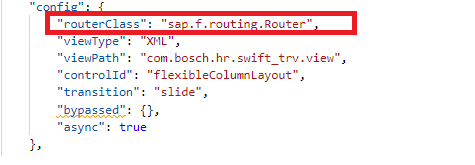 "config": {
"routerClass": "sap.f.routing.Router",
"viewType": "XML",
"viewPath": "com.bosch.hr.swift_trv.view",
"controlId": "flexibleColumnLayout",
"transition": "slide",
"bypassed": {},
"async": true
},